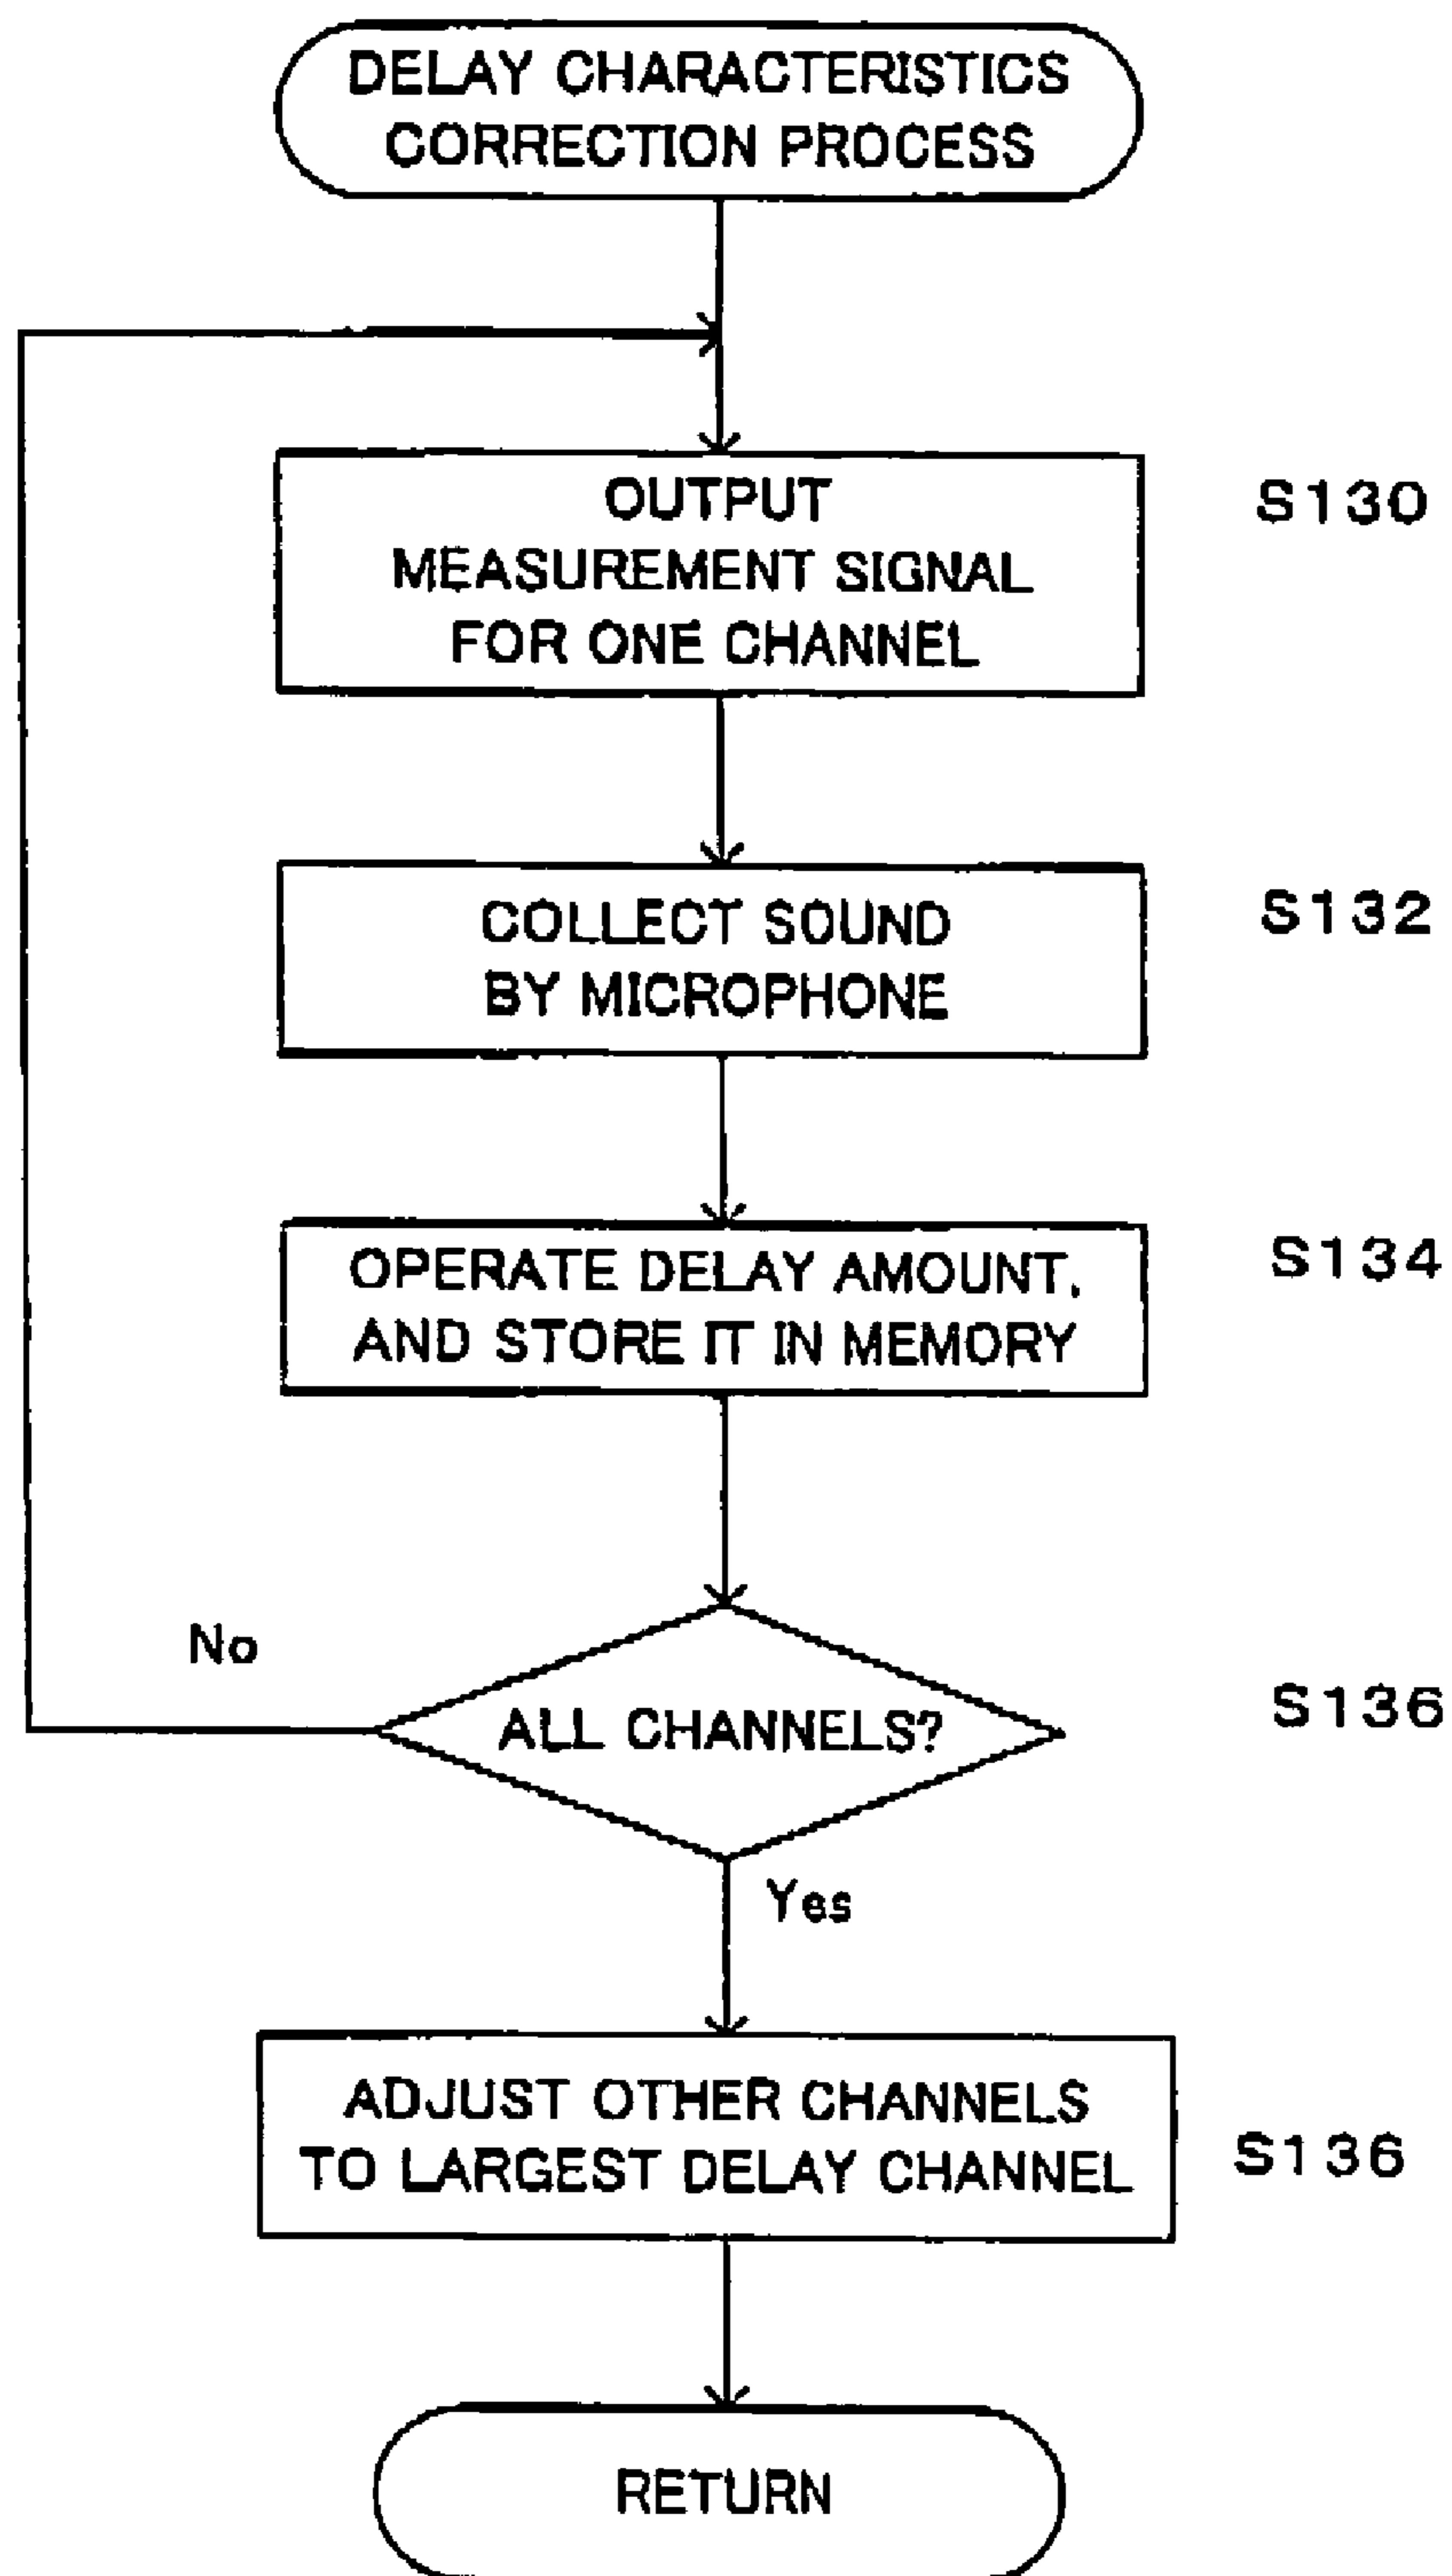 DELAY CHARACTERISTICS
CORRECTION PROCESS
OUTPUT
MEASUREMENT SIGNAL
FOR ONE CHANNEL
S130
COLLECT SOUND
BY MICROPHONE
S132
OPERATE DELAY AMOUNT,
AND STORE IT IN MEMORY
S134
No
ALL CHANNELS?
S136
Yes
ADJUST OTHER CHANNELS
TO LARGEST DELAY CHANNEL
S136
RETURN